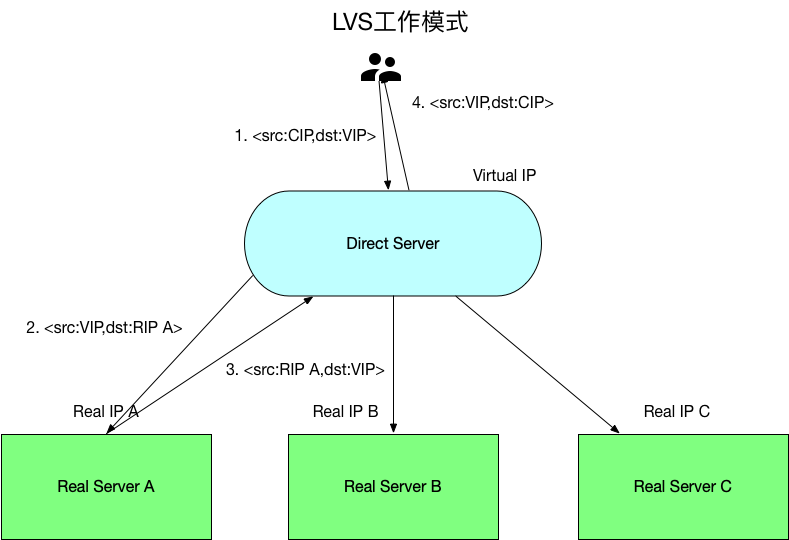 LVS工作模式
4. <src:VIP,dst:CIP>
1. <src:CIP,dst:VIP>
Virtual IP
Direct Server
2. <src:VIP,dst:RIP A>
3. <src:RIP A,dst:VIP>
Real IP A
Real IP B
Real IP C
Real Server A
Real Server B
Real Server C